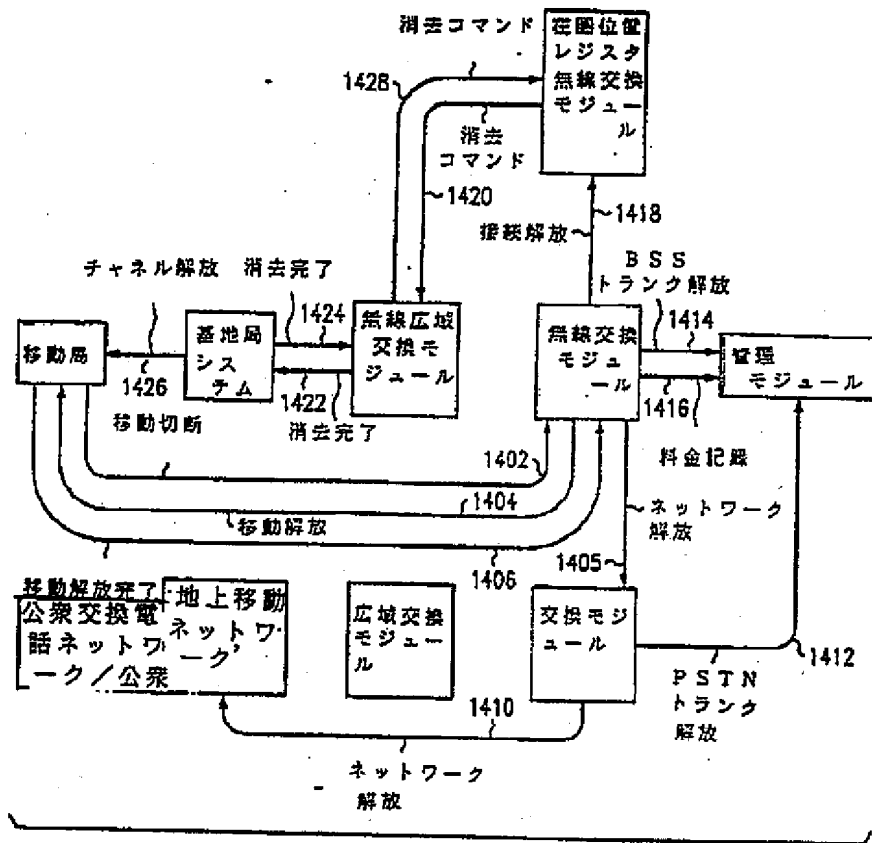 消去コマンド
在圏位置
レジスタ
無線交換
モジュー
ル
1428
消去
コマンド
1420
1418
接続解放
BSS
トランク解放
チャネル解放
消去完了
1424
1414
移動局
基地局
システム
無線広域
交換モ
ジュール
無線交換
モジュ
ール
管理
モジュール
1426
1422
1416
移動切断
消去完了
料金記録
1402
1404
移動解放
ネットワーク
解放
1406
1405
移動解放完了
公衆交換電
話ネットワ
ーク/公衆
地上移動
ネットワ
ーク
広域交換
モジュー
ル
交換モジ
ュール
1412
PSTN
トランク
解放
1410
ネットワーク
解放